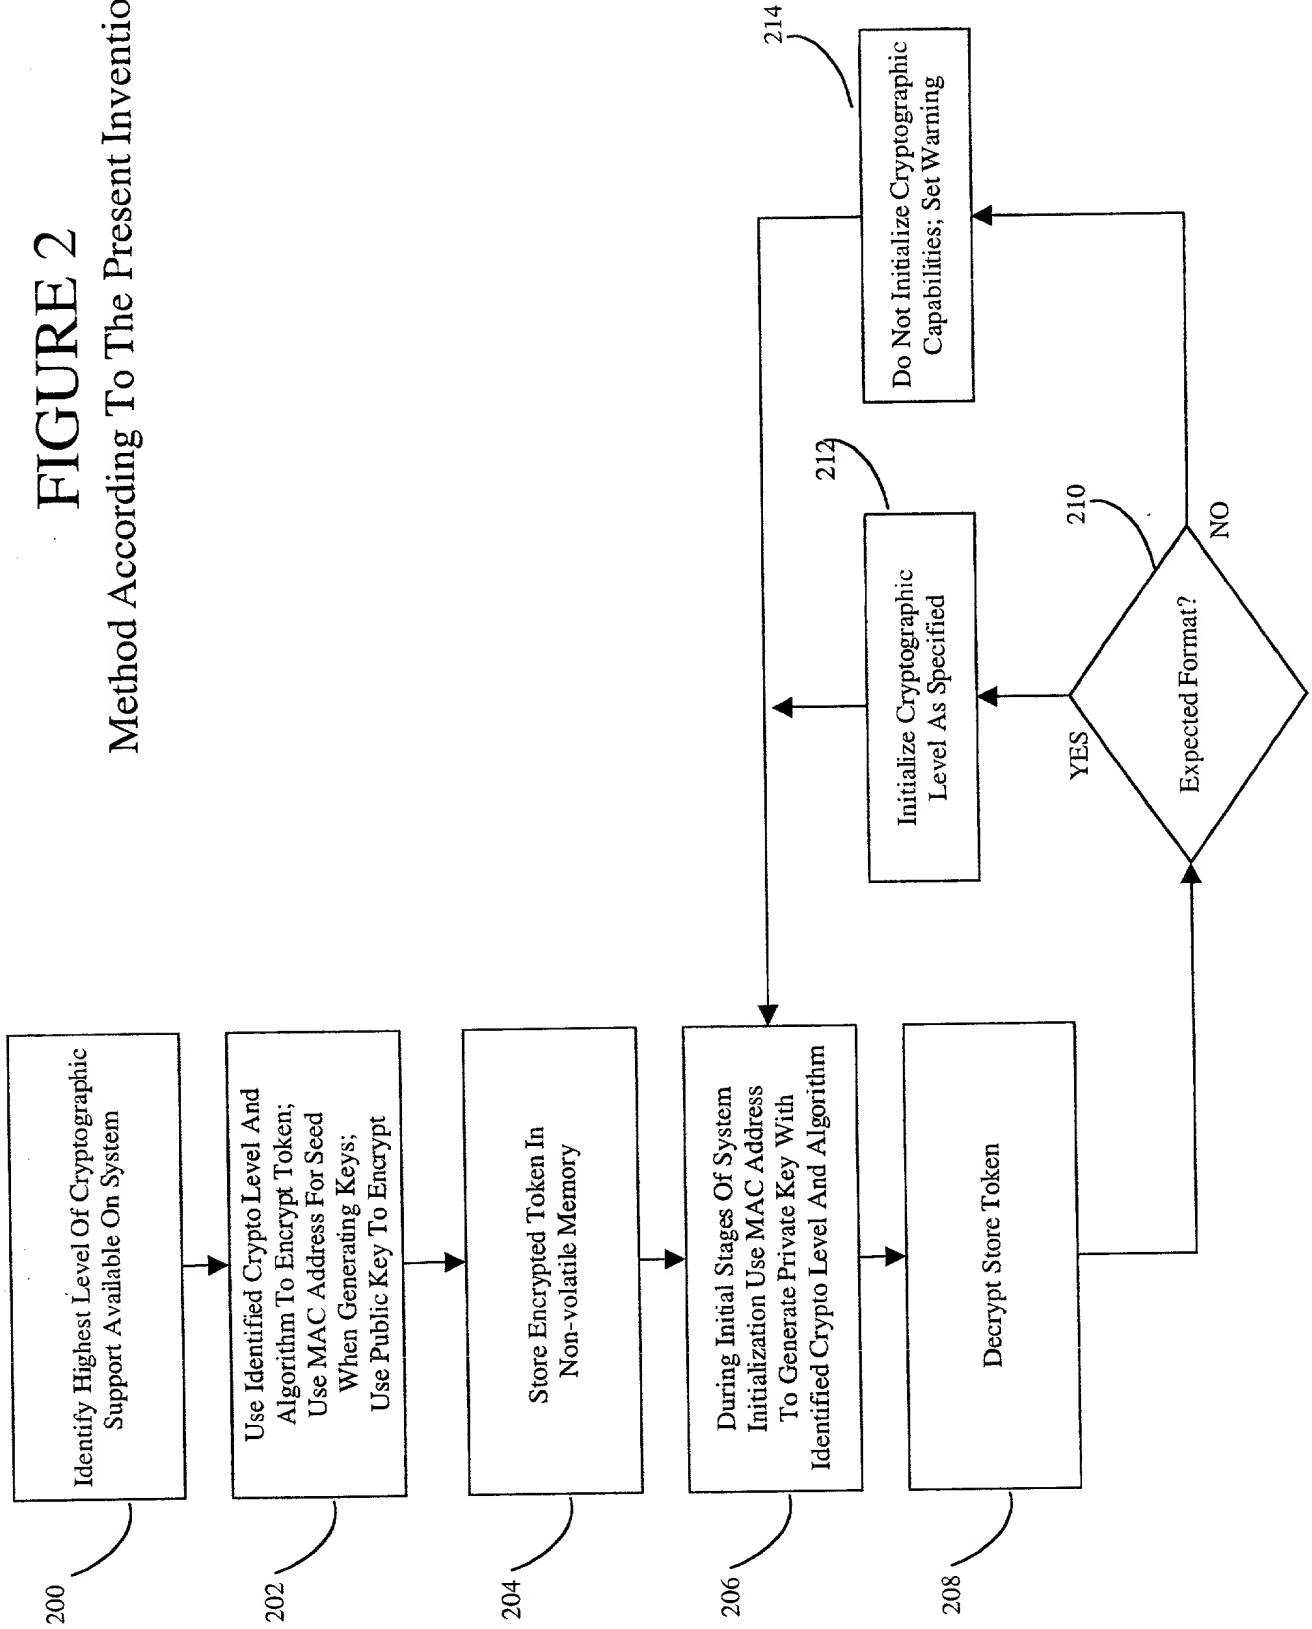 FIGURE 2
Method According To The Present Inventio
200
Identify Highest Level Of Cryptographic
Support Available On System
202
Use Identified Crypto Level And
Algorithm To Encrypt Token;
Use MAC Address For Seed
When Generating Keys;
Use Public Key To Encrypt
204
Store Encrypted Token In
Non-volatile Memory
206
During Initial Stages Of System
Initialization Use MAC Address
To Generate Private Key With
Identified Crypto Level And Algorithm
208
Decrypt Store Token
210
Expected Format?
YES
NO
212
Initialize Cryptographic
Level As Specified
214
Do Not Initialize Cryptographic
Capabilities; Set Warning